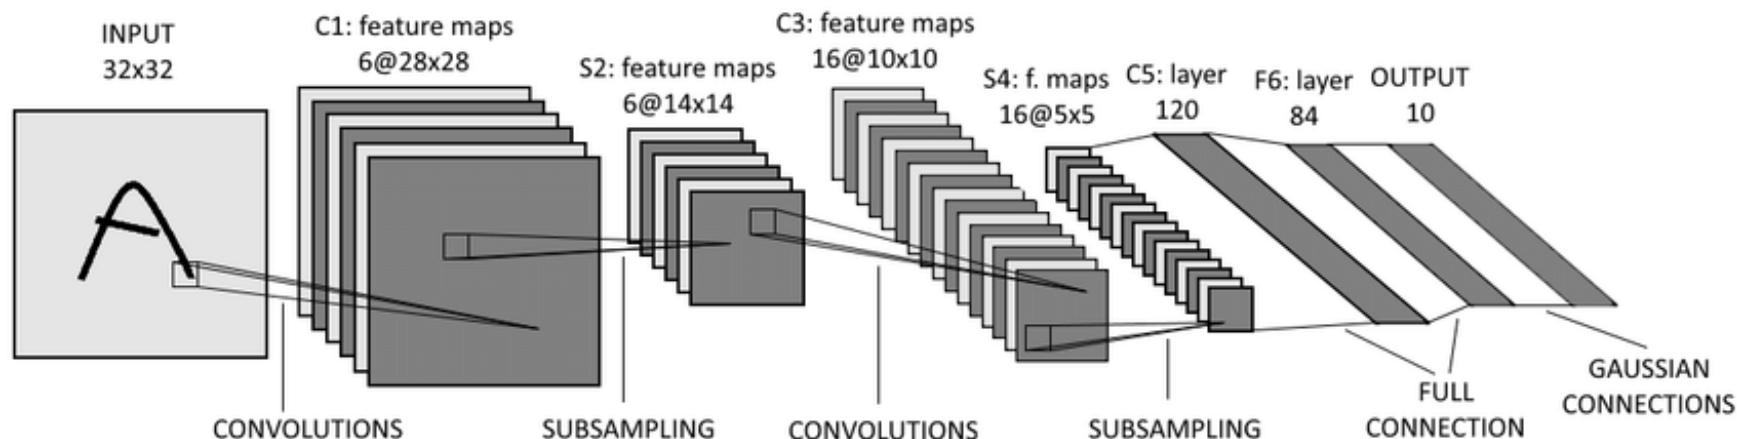 INPUT
32x32
C1: feature maps
6@28x28
S2: feature maps
6@14x14
C3: feature maps
16@10x10
S4: f. maps
16@5x5
C5: layer
120
F6: layer
84
OUTPUT
10
CONVOLUTIONS
SUBSAMPLING
CONVOLUTIONS
SUBSAMPLING
FULL
CONNECTION
GAUSSIAN
CONNECTIONS
A